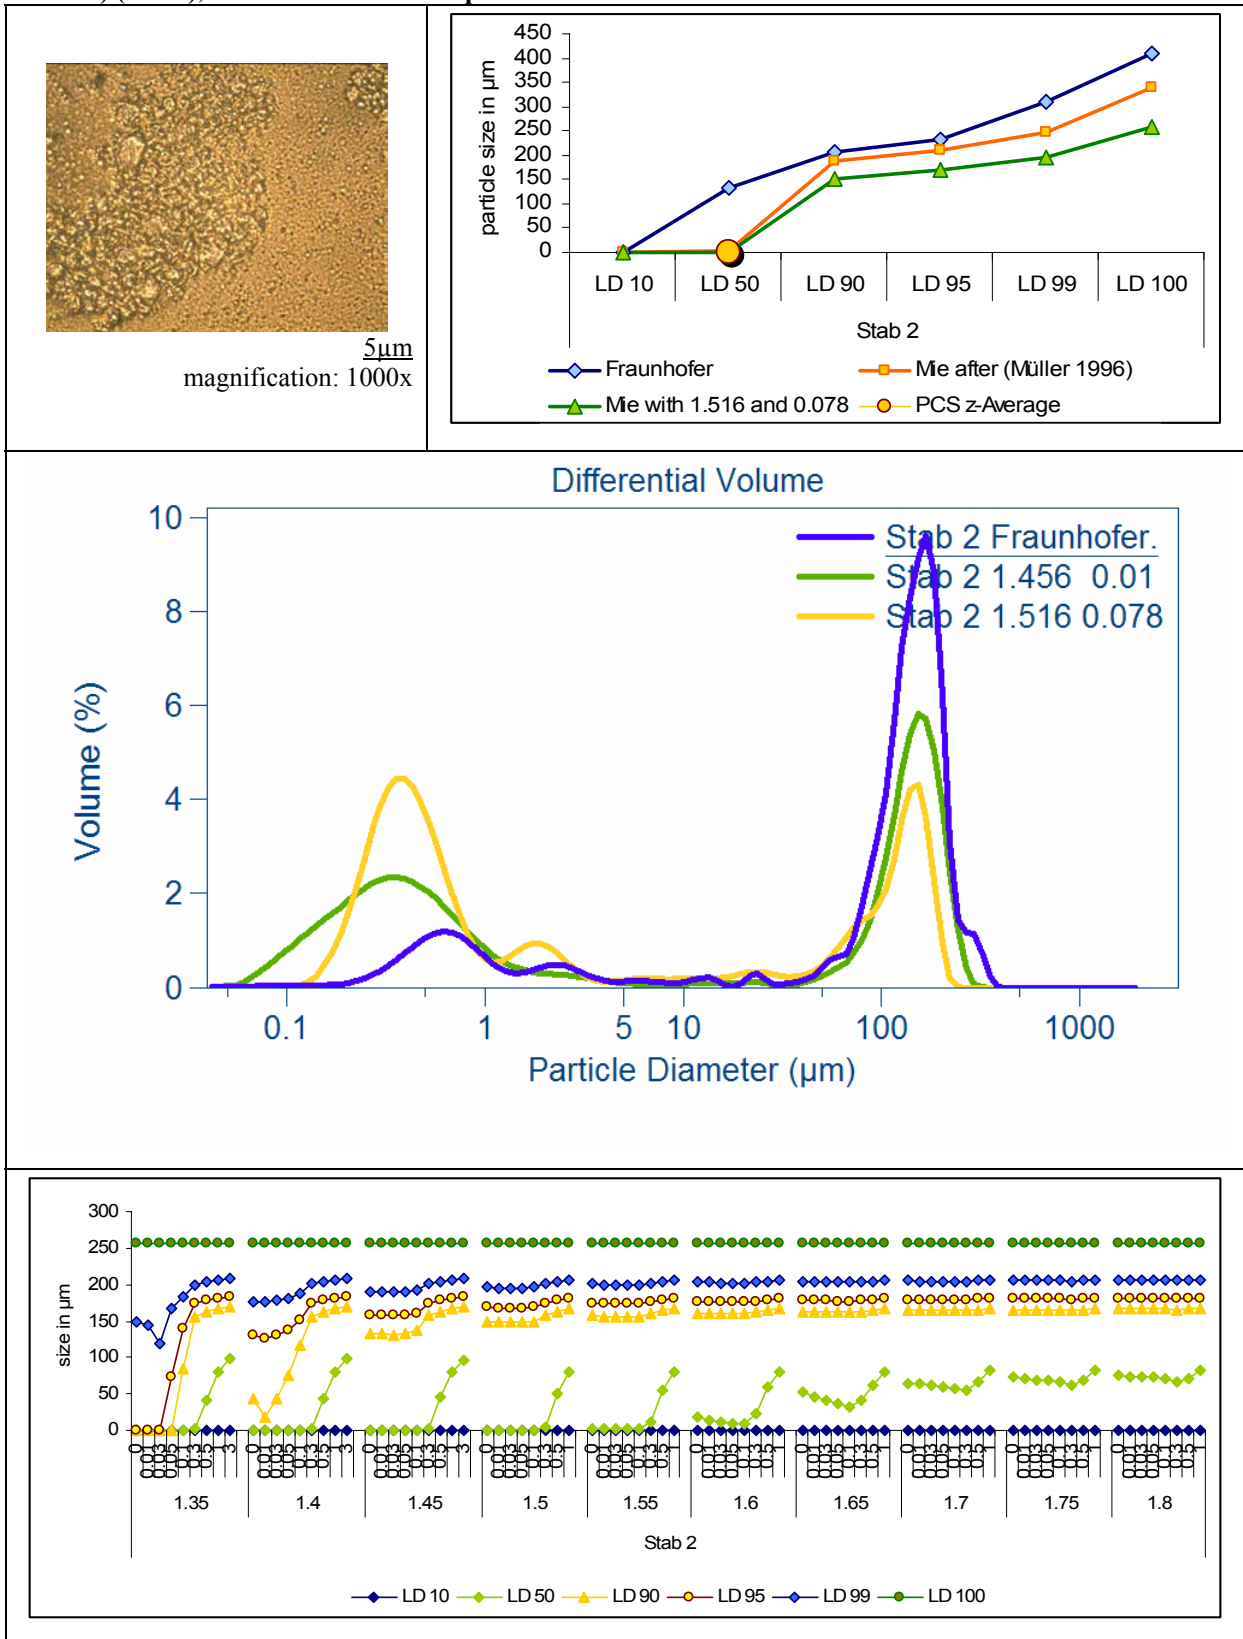 5µm
magnification: 1000x
450
400
350
300
250
200
150
100
50
0
particle size in µm
LD 10 LD 50 LD 90 LD 95 LD 99 LD 100
Stab 2
Fraunhofer Mie after (Müller 1996)
Mie with 1.516 and 0.078 PCS z-Average
Differential Volume
Stab 2 Fraunhofer.
Stab 2 1.456 0.01
Stab 2 1.516 0.078
10
8
6
4
2
0
Volume (%)
0.1 1 5 10 100 1000
Particle Diameter (µm)
300
250
200
150
100
50
0
size in µm
1.35 1.4 1.45 1.5 1.55 1.6 1.65 1.7 1.75 1.8
Stab 2
LD 10 LD 50 LD 90 LD 95 LD 99 LD 100